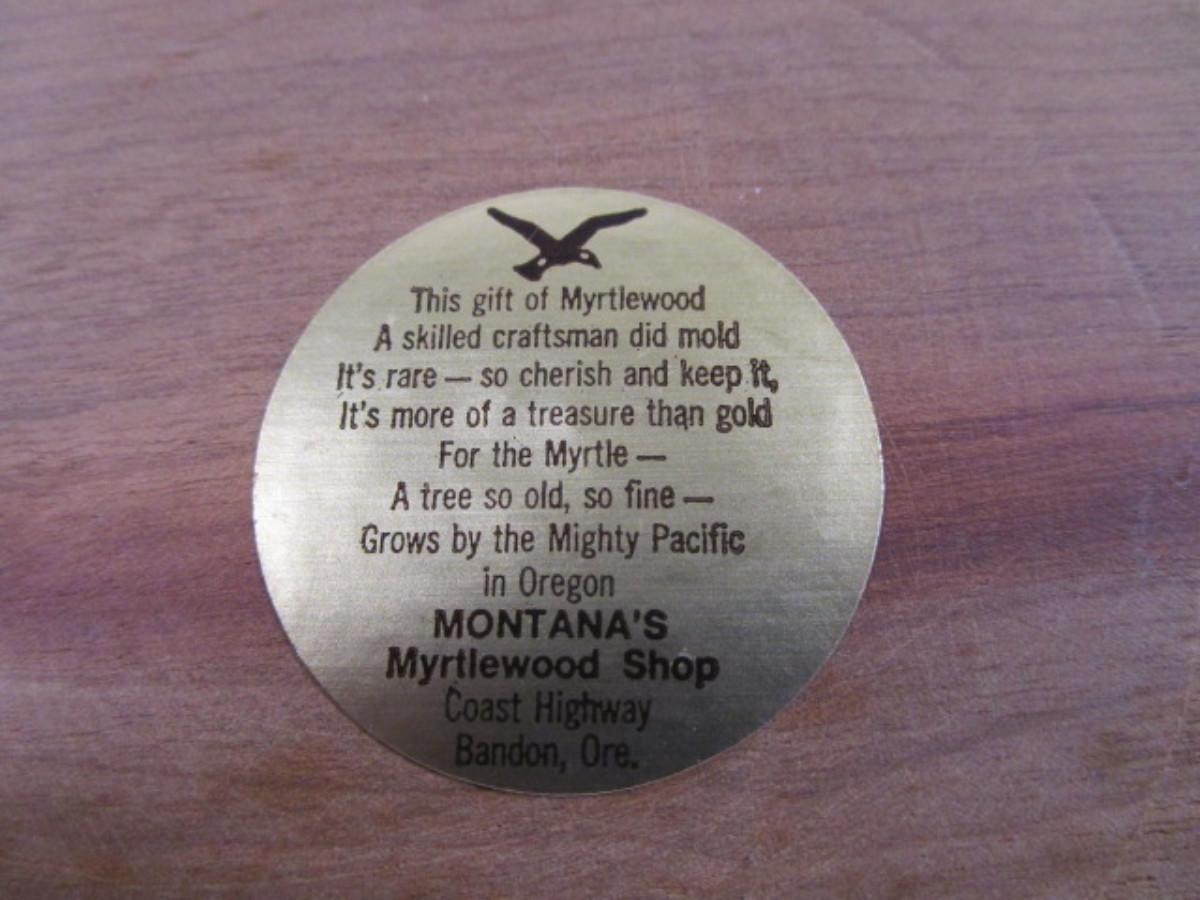 This gift of Myrtlewood
A skilled craftsman did mold
It's rare — so cherish and keep it,
It's more of a treasure than gold
For the Myrtle —
A tree so old, so fine —
Grows by the Mighty Pacific
in Oregon
MONTANA'S
Myrtlewood Shop
Coast Highway
Bandon, Ore.